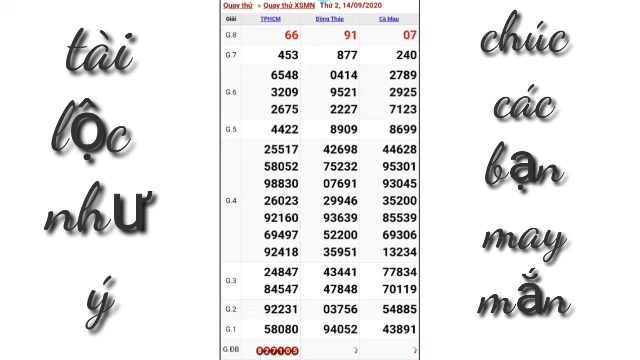 tài
lộc
như
ý
Quay thử » Quay thử XSMN Thứ 2, 14/09/2020
Giải TPHCM Đồng Tháp Cà Mau
G.8 66 91 07
G.7 453 877 240
6548 0414 2789
G.6 3209 9521 2925
2675 2227 7123
G.5 4422 8909 8699
25517 42698 44628
58052 75232 95301
98830 07691 93045
G.4 26023 29946 35200
92160 93639 85539
69497 52200 69306
92418 35951 13234
G.3 24847 43441 77834
84547 47848 70119
G.2 92231 03756 54885
G.1 58080 94052 43891
G.ĐB 827105
chúc
các
bạn
may
mắn